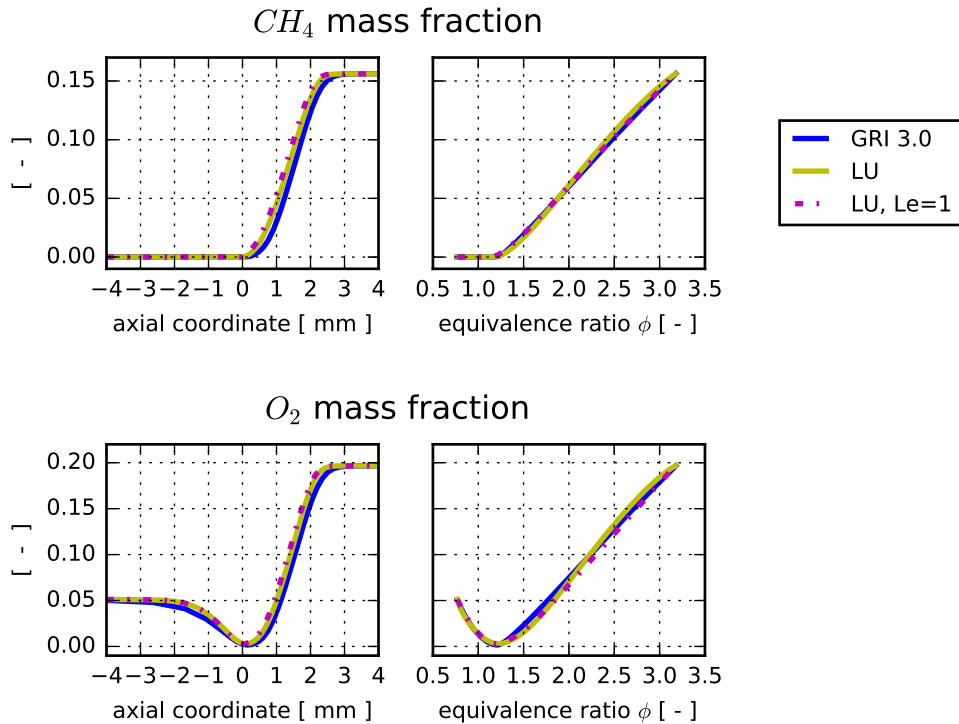 CH4 mass fraction
0.15
0.10
0.05
0.00
[ - ]
−4 −3 −2 −1 0 1 2 3 4
axial coordinate [ mm ]
0.5 1.0 1.5 2.0 2.5 3.0 3.5
equivalence ratio ϕ [ - ]
GRI 3.0
LU
LU, Le=1
O2 mass fraction
0.20
0.15
0.10
0.05
0.00
[ - ]
−4 −3 −2 −1 0 1 2 3 4
axial coordinate [ mm ]
0.5 1.0 1.5 2.0 2.5 3.0 3.5
equivalence ratio ϕ [ - ]